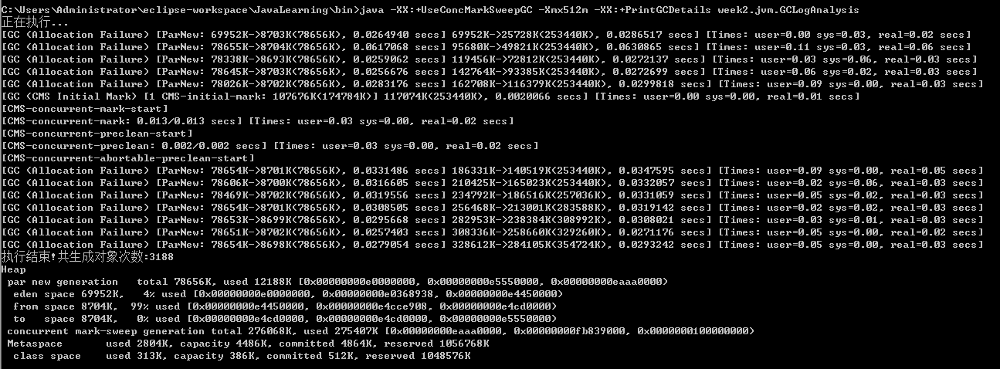 C:\Users\Administrator\eclipse-workspace\JavaLearning\bin>java -XX:+UseConcMarkSweepGC -Xmx512m -XX:+PrintGCDetails week2.jvm.GCLogAnalysis
正在执行...
[GC (Allocation Failure) [ParNew: 69952K->8703K(78656K), 0.0264940 secs] 69952K->25728K(253440K), 0.0286517 secs] [Times: user=0.00 sys=0.03, real=0.02 secs]
[GC (Allocation Failure) [ParNew: 78655K->8704K(78656K), 0.0617068 secs] 95680K->49821K(253440K), 0.0630865 secs] [Times: user=0.11 sys=0.03, real=0.06 secs]
[GC (Allocation Failure) [ParNew: 78338K->8693K(78656K), 0.0259062 secs] 119456K->72812K(253440K), 0.0272137 secs] [Times: user=0.03 sys=0.06, real=0.03 secs]
[GC (Allocation Failure) [ParNew: 78645K->8703K(78656K), 0.0256676 secs] 142764K->93385K(253440K), 0.0272699 secs] [Times: user=0.06 sys=0.02, real=0.03 secs]
[GC (Allocation Failure) [ParNew: 78026K->8702K(78656K), 0.0283176 secs] 162708K->116379K(253440K), 0.0299818 secs] [Times: user=0.09 sys=0.00, real=0.03 secs]
[GC (CMS Initial Mark) [1 CMS-initial-mark: 107676K(174784K)] 117074K(253440K), 0.0020066 secs] [Times: user=0.00 sys=0.00, real=0.01 secs]
[CMS-concurrent-mark-start]
[CMS-concurrent-mark: 0.013/0.013 secs] [Times: user=0.03 sys=0.00, real=0.02 secs]
[CMS-concurrent-preclean-start]
[CMS-concurrent-preclean: 0.002/0.002 secs] [Times: user=0.03 sys=0.00, real=0.02 secs]
[CMS-concurrent-abortable-preclean-start]
[GC (Allocation Failure) [ParNew: 78654K->8701K(78656K), 0.0331486 secs] 186331K->140519K(253440K), 0.0347595 secs] [Times: user=0.09 sys=0.00, real=0.05 secs]
[GC (Allocation Failure) [ParNew: 78606K->8700K(78656K), 0.0316605 secs] 210425K->165023K(253440K), 0.0332057 secs] [Times: user=0.02 sys=0.06, real=0.03 secs]
[GC (Allocation Failure) [ParNew: 78469K->8702K(78656K), 0.0319556 secs] 234792K->186516K(257036K), 0.0331059 secs] [Times: user=0.05 sys=0.02, real=0.03 secs]
[GC (Allocation Failure) [ParNew: 78654K->8701K(78656K), 0.0308505 secs] 256468K->213001K(283588K), 0.0319142 secs] [Times: user=0.05 sys=0.02, real=0.03 secs]
[GC (Allocation Failure) [ParNew: 78653K->8699K(78656K), 0.0295668 secs] 282953K->238384K(308992K), 0.0308021 secs] [Times: user=0.03 sys=0.01, real=0.03 secs]
[GC (Allocation Failure) [ParNew: 78651K->8702K(78656K), 0.0257403 secs] 308336K->258660K(329260K), 0.0271176 secs] [Times: user=0.05 sys=0.00, real=0.02 secs]
[GC (Allocation Failure) [ParNew: 78654K->8698K(78656K), 0.0279054 secs] 328612K->284105K(354724K), 0.0293242 secs] [Times: user=0.05 sys=0.00, real=0.03 secs]
执行结束!共生成对象次数:3188
Heap
par new generation total 78656K, used 12188K [0x00000000e0000000, 0x00000000e5550000, 0x00000000eaaa0000)
eden space 69952K, 4% used [0x00000000e0000000, 0x00000000e0368938, 0x00000000e4450000)
from space 8704K, 99% used [0x00000000e4450000, 0x00000000e4cce908, 0x00000000e4cd0000)
to space 8704K, 0% used [0x00000000e4cd0000, 0x00000000e4cd0000, 0x00000000e5550000)
concurrent mark-sweep generation total 276068K, used 275407K [0x00000000eaaa0000, 0x00000000fb839000, 0x0000000100000000)
Metaspace used 2804K, capacity 4486K, committed 4864K, reserved 1056768K
class space used 313K, capacity 386K, committed 512K, reserved 1048576K